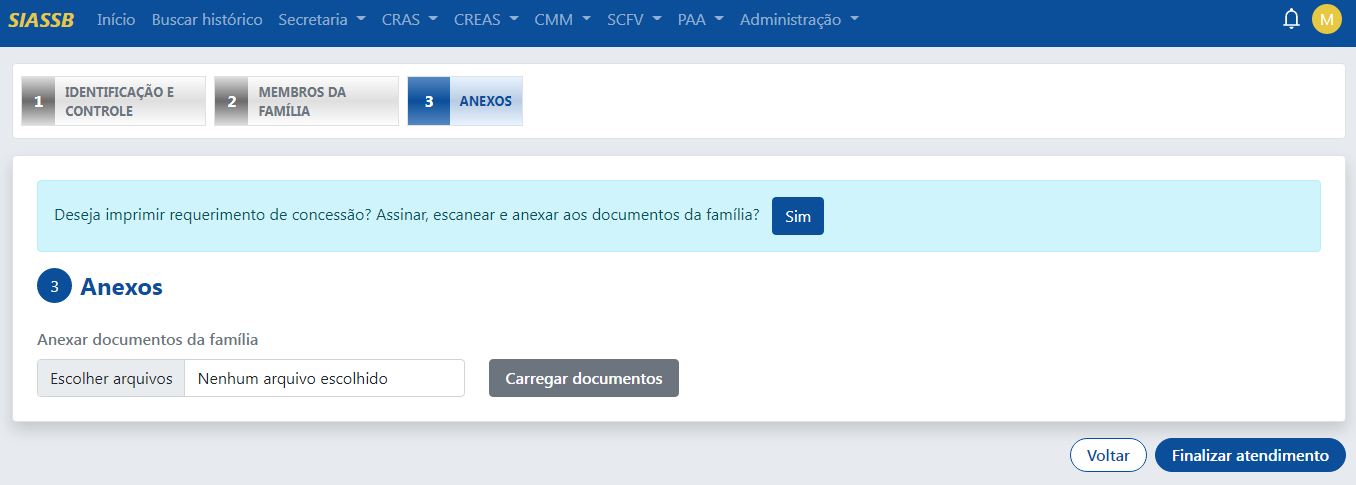 SIASSB Início Buscar histórico Secretaria CRAS CREAS CMM SCFV PAA Administração M
1 IDENTIFICAÇÃO E CONTROLE
2 MEMBROS DA FAMÍLIA
3 ANEXOS
Deseja imprimir requerimento de concessão? Assinar, escanear e anexar aos documentos da família? Sim
3 Anexos
Anexar documentos da família
Escolher arquivos Nenhum arquivo escolhido Carregar documentos
Voltar Finalizar atendimento